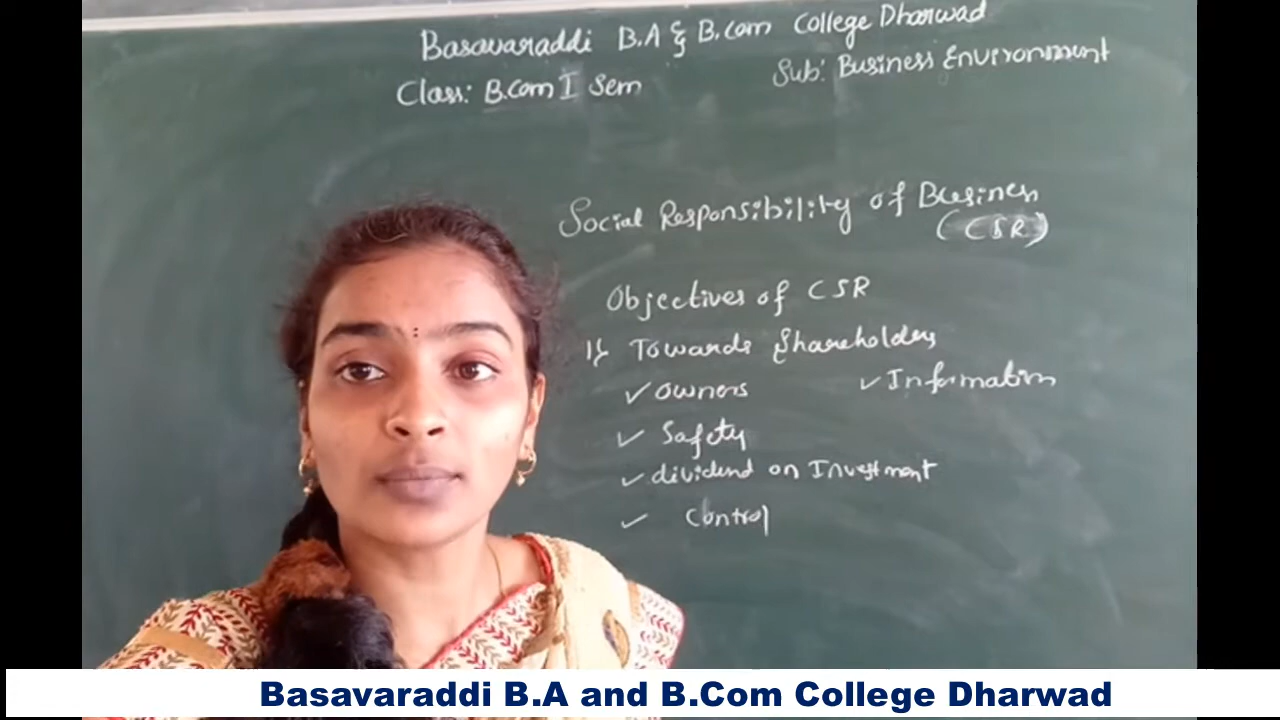 Basavaraddi B.A & B.com College Dharwad
Class: B.Com I Sem
Sub: Business Environment
Social Responsibility of Business
(CSR)
Objectives of CSR
1} Towards Shareholders
✓ owners
✓ Information
✓ Safety
✓ dividend on Investment
✓ Control
Basavaraddi B.A and B.Com College Dharwad